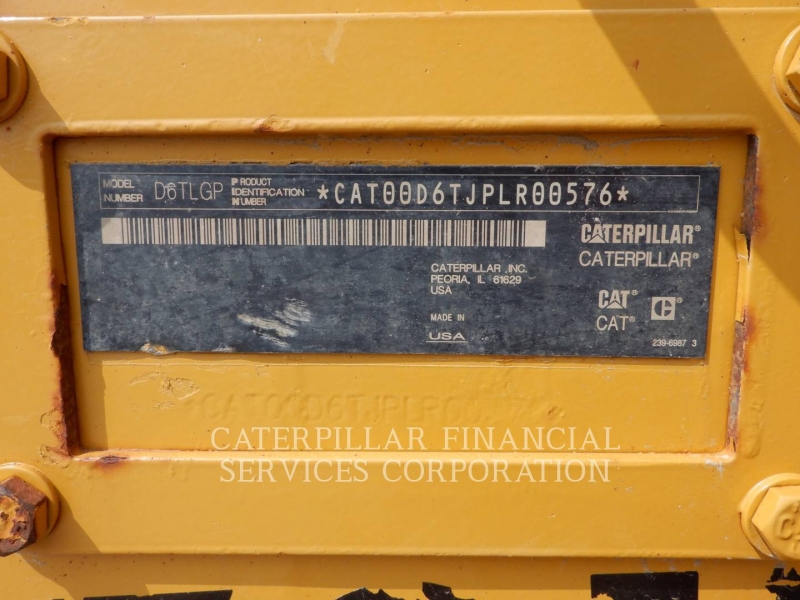 MODEL NUMBER D6TLGP PRODUCT IDENTIFICATION NUMBER *CAT00D6TJPLR00576*
CATERPILLAR®
CATERPILLAR®
CATERPILLAR INC.
PEORIA, IL 61629
USA
CAT®
C®
MADE IN
CAT®
USA
239-6987 3
*CAT00D6TJPLR0
CATERPILLAR FINANCIAL
SERVICES CORPORATION